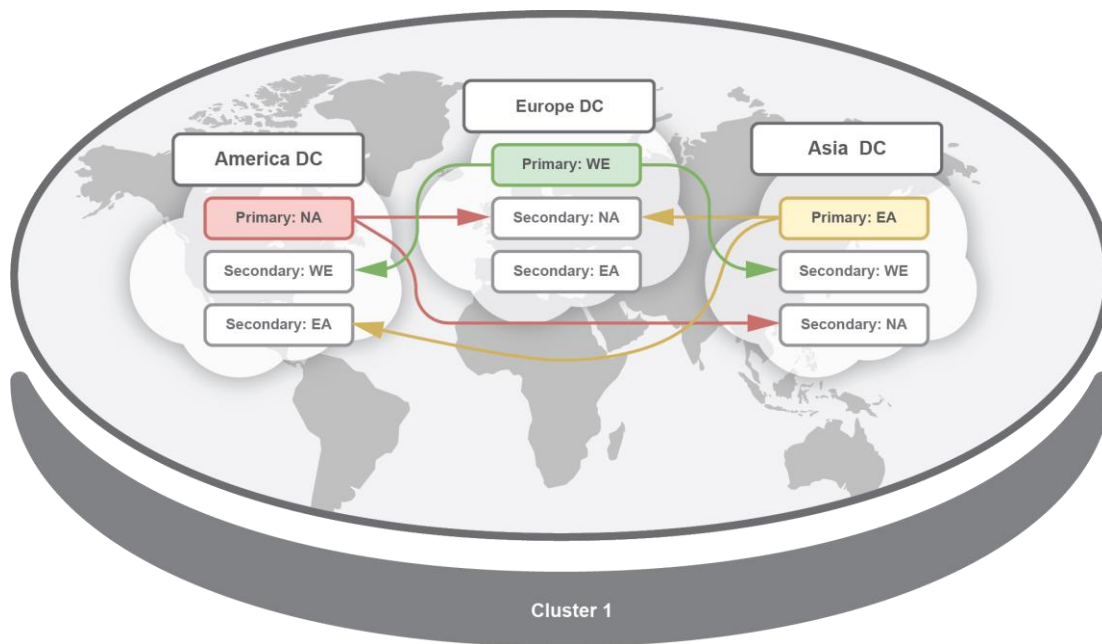 America DC
Primary: NA
Secondary: WE
Secondary: EA
Europe DC
Primary: WE
Secondary: NA
Secondary: EA
Asia DC
Primary: EA
Secondary: WE
Secondary: NA
Cluster 1